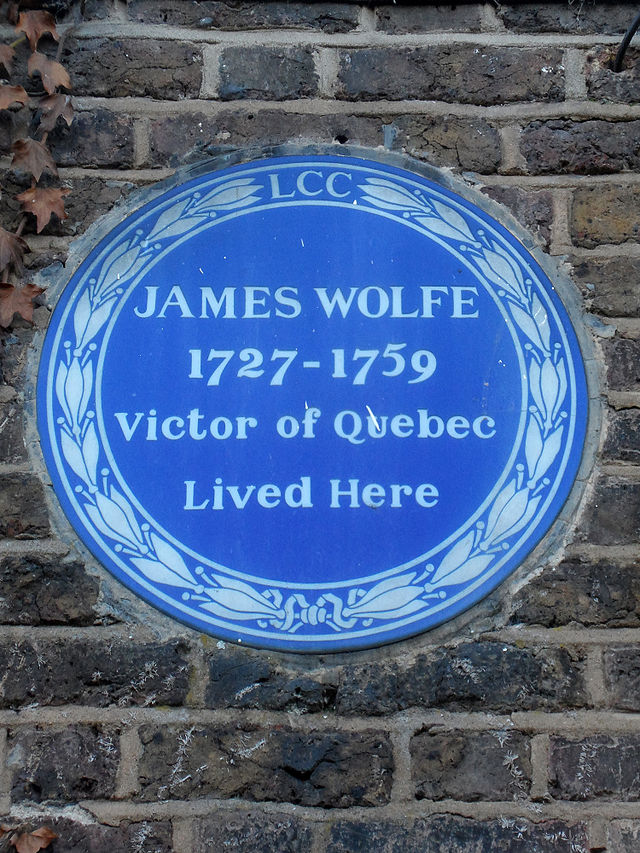 LCC
JAMES WOLFE
1727-1759
Victor of Quebec
Lived Here